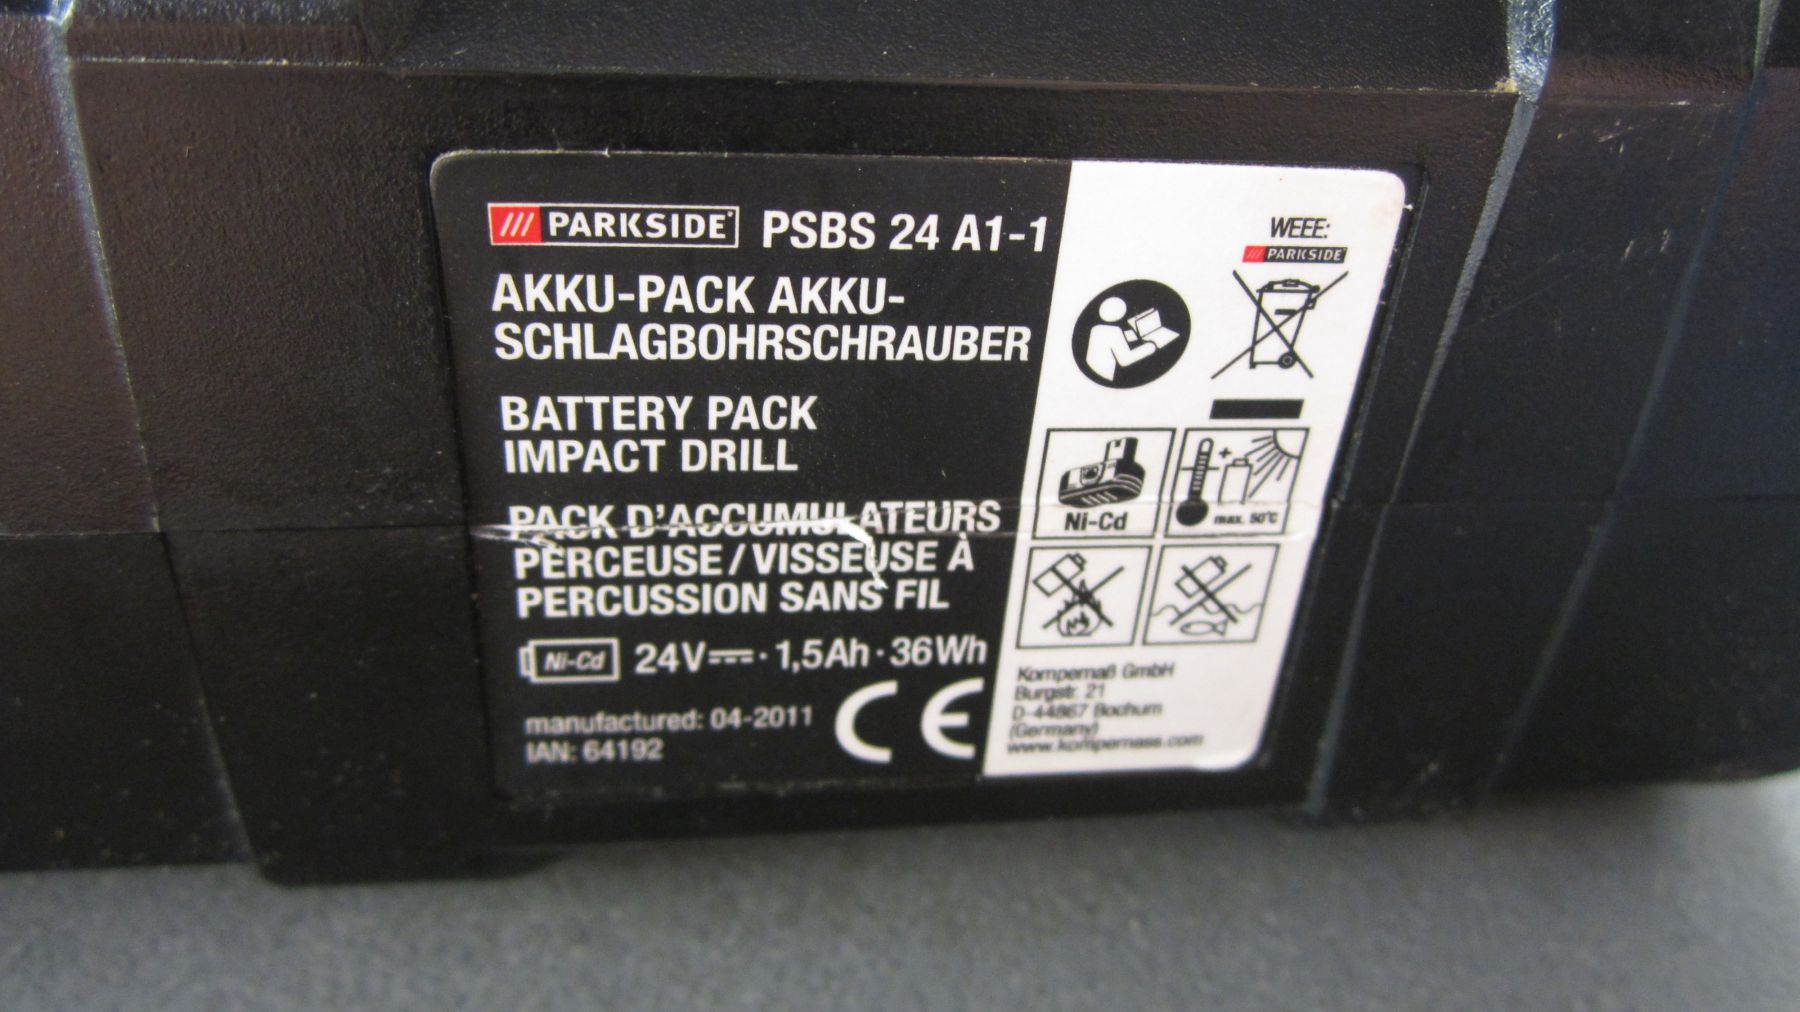 /// PARKSIDE® PSBS 24 A1-1
AKKU-PACK AKKU-
SCHLAGBOHRSCHRAUBER
BATTERY PACK
IMPACT DRILL
PACK D'ACCUMULATEURS
PERCEUSE / VISSEUSE À
PERCUSSION SANS FIL
Ni-Cd 24V ⎓ · 1,5Ah · 36Wh
manufactured: 04-2011
IAN: 64192
CE
WEEE:
/// PARKSIDE
Ni-Cd
+
max. 50°C
Kompernaß GmbH
Burgstr. 21
D-44867 Bochum
(Germany)
www.kompernass.com